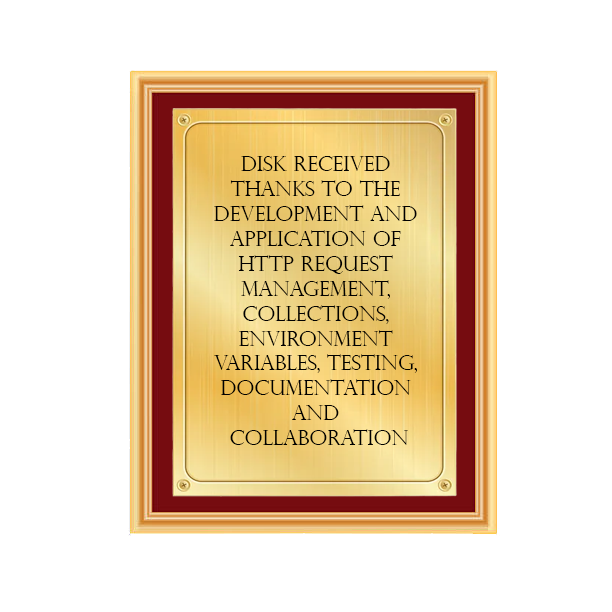 DISK RECEIVED
THANKS TO THE
DEVELOPMENT AND
APPLICATION OF
HTTP REQUEST
MANAGEMENT,
COLLECTIONS,
ENVIRONMENT
VARIABLES, TESTING,
DOCUMENTATION
AND
COLLABORATION